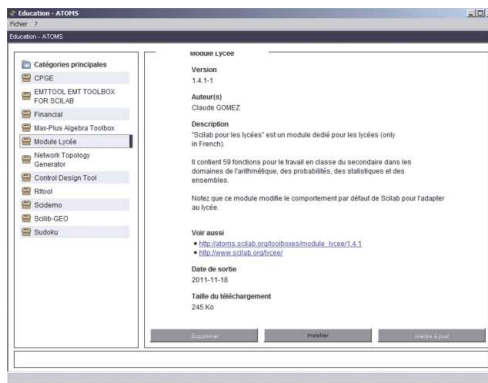 Education - ATOMS
Fichier ?
Education - ATOMS
Catégories principales
CPGE
EMTTOOL EMT TOOLBOX
FOR SCILAB
Financial
Max-Plus Algebra Toolbox
Module Lycée
Network Topology
Generator
Control Design Tool
Rltool
Scidemo
Scilib-GEO
Sudoku
Module Lycée
Version
1.4.1-1
Auteur(s)
Claude GOMEZ
Description
"Scilab pour les lycées" est un module dedié pour les lycées (only
in French).
Il contient 59 fonctions pour le travail en classe du secondaire dans les
domaines de l'arithmétique, des probabilités, des statistiques et des
ensembles.
Notez que ce module modifie le comportement par défaut de Scilab pour l'adapter
au lycée.
Voir aussi
• http://atoms.scilab.org/toolboxes/module_lycee/1.4.1
• http://www.scilab.org/lycee/
Date de sortie
2011-11-18
Taille du téléchargement
245 Ko
Supprimer
Installer
Mettre à jour